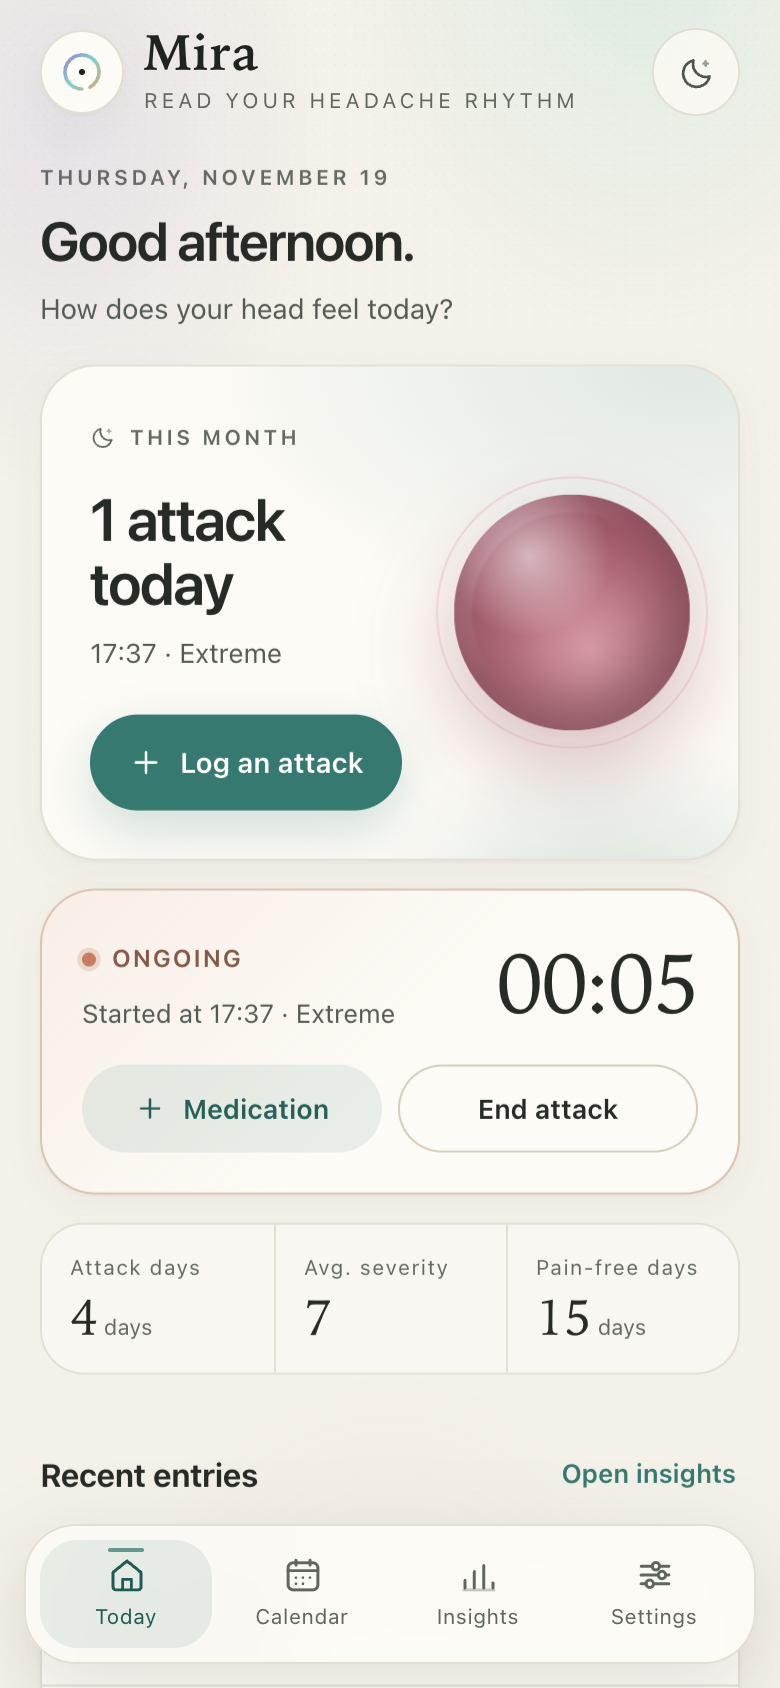 Mira
READ YOUR HEADACHE RHYTHM
THURSDAY, NOVEMBER 19
Good afternoon.
How does your head feel today?
THIS MONTH
1 attack
today
17:37 · Extreme
Log an attack
ONGOING
00:05
Started at 17:37 · Extreme
Medication
End attack
Attack days
4 days
Avg. severity
7
Pain-free days
15 days
Recent entries
Open insights
Today
Calendar
Insights
Settings